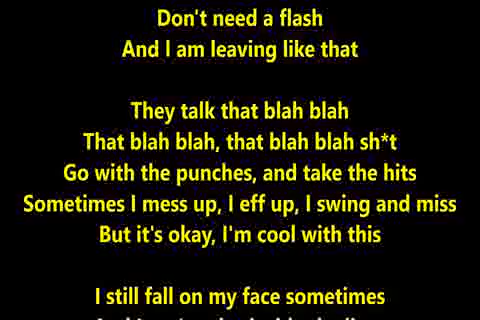 Don't need a flash
And I am leaving like that
They talk that blah blah
That blah blah, that blah blah sh*t
Go with the punches, and take the hits
Sometimes I mess up, I eff up, I swing and miss
But it's okay, I'm cool with this
I still fall on my face sometimes